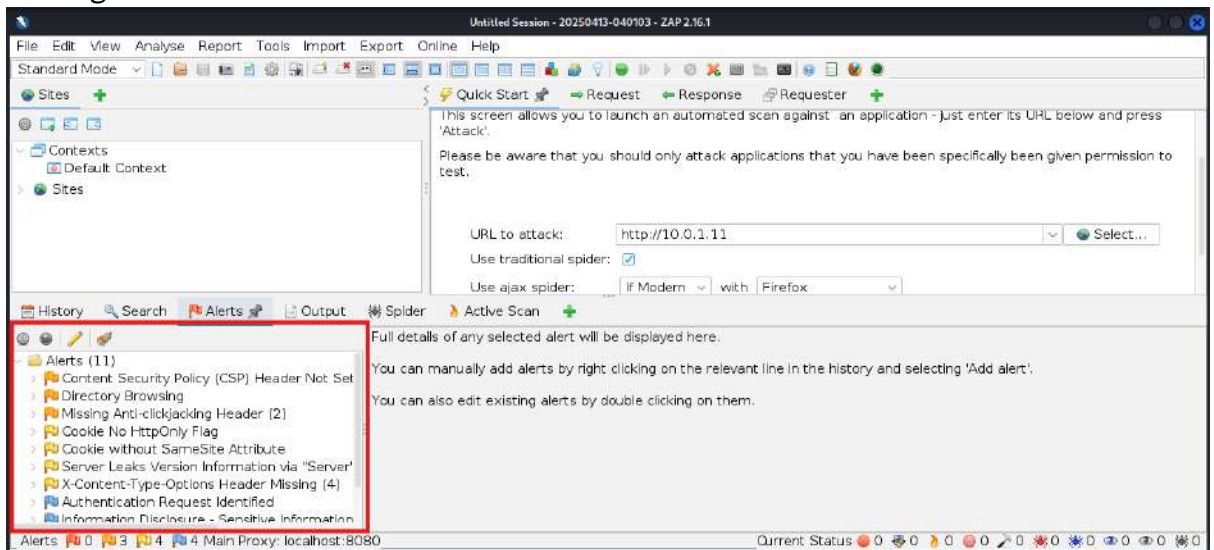 Untitled Session - 20250413-040103 - ZAP 2.16.1
File Edit View Analyse Report Tools Import Export Online Help
Standard Mode
Sites
Quick Start Request Response Requester
This screen allows you to launch an automated scan against an application - just enter its URL below and press
'Attack'.
Contexts
Default Context
Sites
Please be aware that you should only attack applications that you have been specifically been given permission to
test.
URL to attack: http://10.0.1.11 Select...
Use traditional spider:
Use ajax spider: If Modern with Firefox
History Search Alerts Output Spider Active Scan
Alerts (11)
Content Security Policy (CSP) Header Not Set
Directory Browsing
Missing Anti-clickjacking Header (2)
Cookie No HttpOnly Flag
Cookie without SameSite Attribute
Server Leaks Version Information via "Server"
X-Content-Type-Options Header Missing (4)
Authentication Request Identified
Information Disclosure - Sensitive Information
Full details of any selected alert will be displayed here.
You can manually add alerts by right clicking on the relevant line in the history and selecting 'Add alert'.
You can also edit existing alerts by double clicking on them.
Alerts 0 3 4 4 Main Proxy: localhost:8080 Current Status 0 0 0 0 0 0 0 0 0 0